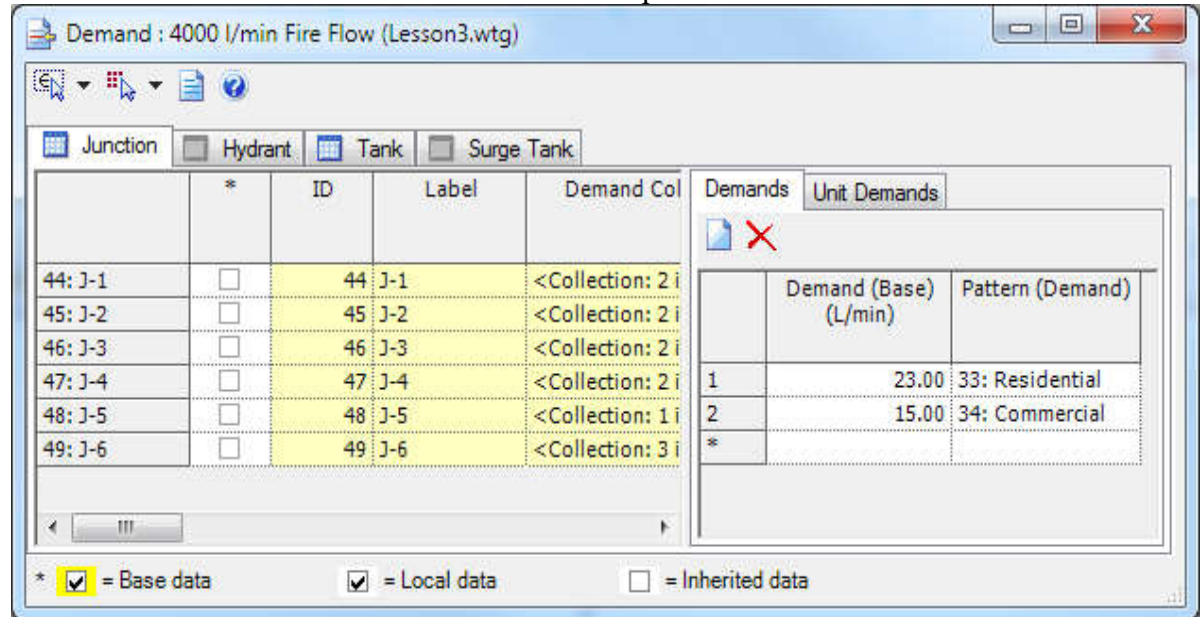 Demand : 4000 l/min Fire Flow (Lesson3.wtg)
Junction Hydrant Tank Surge Tank
* ID Label Demand Col
44: J-1 44 J-1 <Collection: 2 i
45: J-2 45 J-2 <Collection: 2 i
46: J-3 46 J-3 <Collection: 2 i
47: J-4 47 J-4 <Collection: 2 i
48: J-5 48 J-5 <Collection: 1 i
49: J-6 49 J-6 <Collection: 3 i
Demands Unit Demands
Demand (Base) Pattern (Demand)
(L/min)
1 23.00 33: Residential
2 15.00 34: Commercial
*
* = Base data = Local data = Inherited data